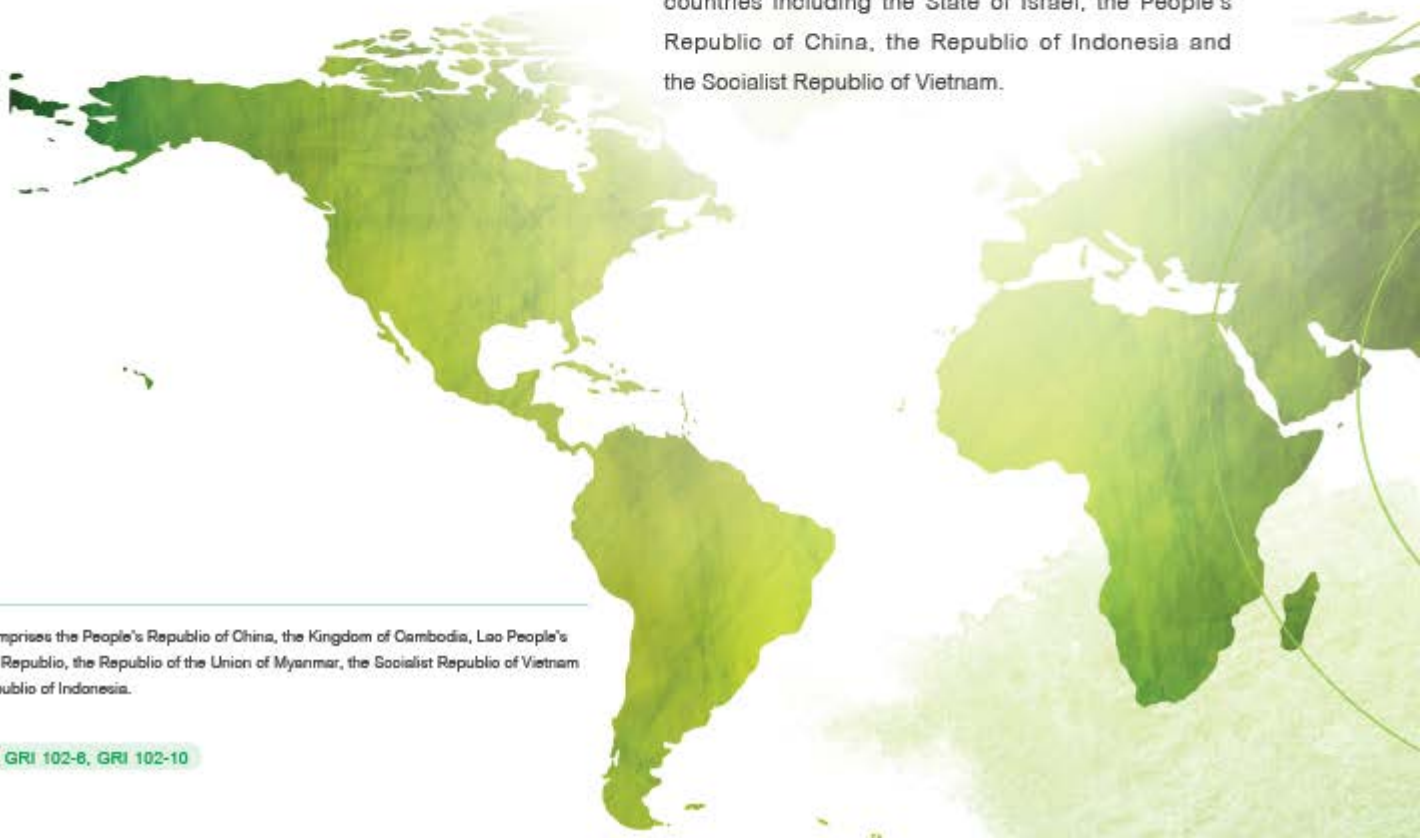 countries including the State of Israel, the People's
Republic of China, the Republic of Indonesia and
the Socialist Republic of Vietnam.
mprises the People's Republic of China, the Kingdom of Cambodia, Lao People's
Republic, the Republic of the Union of Myanmar, the Socialist Republic of Vietnam
public of Indonesia.
GRI 102-6, GRI 102-10